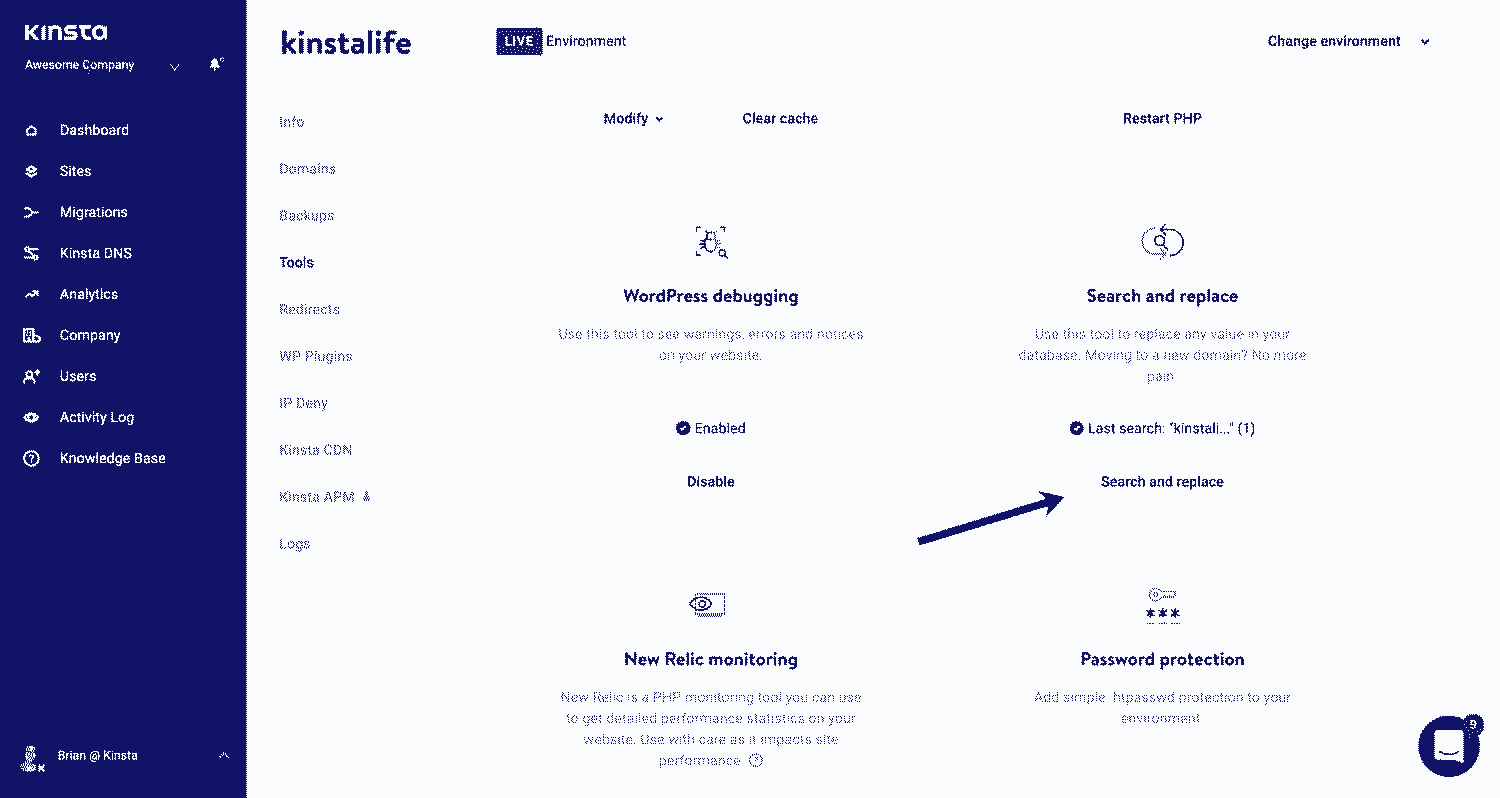 Kinsta
Awesome Company
Dashboard
Sites
Migrations
Kinsta DNS
Analytics
Company
Users
Activity Log
Knowledge Base
Brian @ Kinsta
kinstalife
LIVE Environment
Change environment
Info
Domains
Backups
Tools
Redirects
WP Plugins
IP Deny
Kinsta CDN
Kinsta APM
Logs
Modify
Clear cache
Restart PHP
WordPress debugging
Use this tool to see warnings, errors and notices
on your website.
Enabled
Disable
Search and replace
Use this tool to replace any value in your
database. Moving to a new domain? No more
pain
Last search: "kinstali..." (1)
Search and replace
New Relic monitoring
New Relic is a PHP monitoring tool you can use
to get detailed performance statistics on your
website. Use with care as it impacts site
performance
Password protection
Add simple .htpasswd protection to your
environment